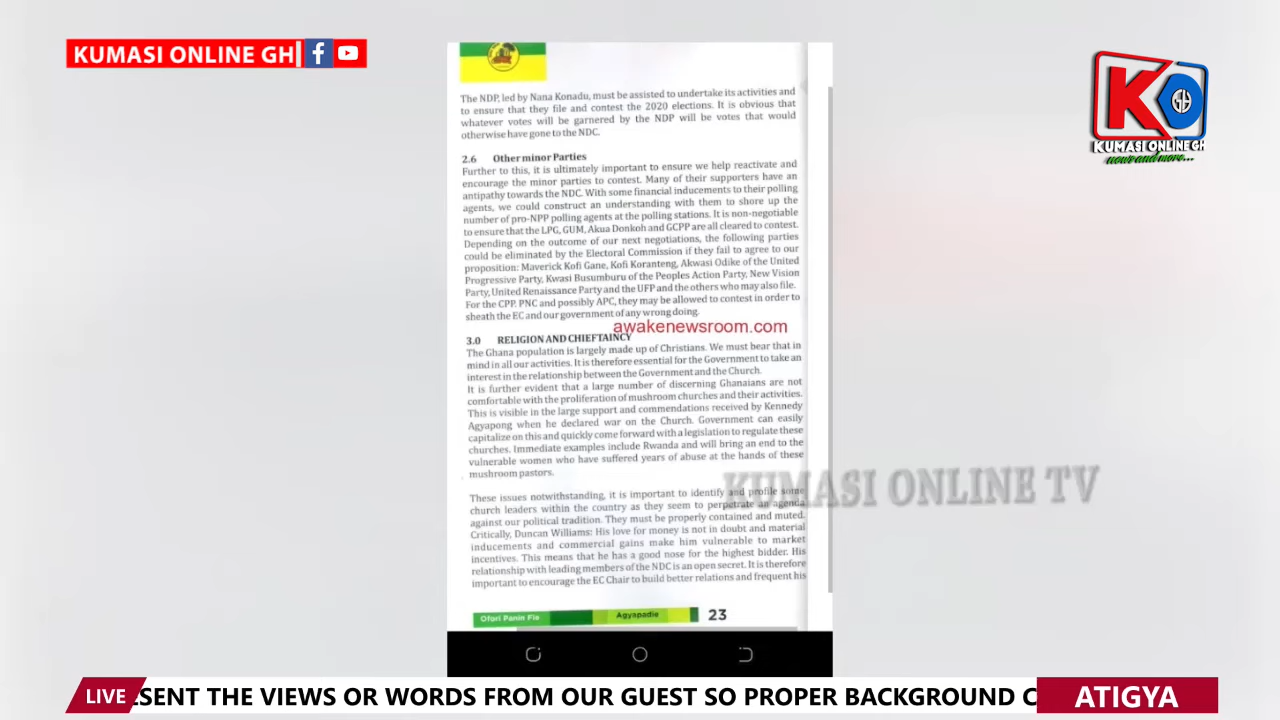 KUMASI ONLINE GH
KUMASI ONLINE GH
news and more...
The NDP, led by Nana Konadu, must be assisted to undertake its activities and
to ensure that they file and contest the 2020 elections. It is obvious that
whatever votes will be garnered by the NDP will be votes that would
otherwise have gone to the NDC.
2.6 Other minor Parties
Further to this, it is ultimately important to ensure we help reactivate and
encourage the minor parties to contest. Many of their supporters have an
antipathy towards the NDC. With some financial inducements to their polling
agents, we could construct an understanding with them to shore up the
number of pro-NPP polling agents at the polling stations. It is non-negotiable
to ensure that the LPG, GUM, Akua Donkoh and GCPP are all cleared to contest.
Depending on the outcome of our next negotiations, the following parties
could be eliminated by the Electoral Commission if they fail to agree to our
proposition: Maverick Kofi Gane, Kofi Koranteng, Akwasi Odike of the United
Progressive Party, Kwasi Busumburu of the Peoples Action Party, New Vision
Party, United Renaissance Party and the UFP and the others who may also file.
For the CPP, PNC and possibly APC, they may be allowed to contest in order to
sheath the EC and our government of any wrong doing.
awakenewsroom.com
3.0 RELIGION AND CHIEFTAINCY
The Ghana population is largely made up of Christians. We must bear that in
mind in all our activities. It is therefore essential for the Government to take an
interest in the relationship between the Government and the Church.
It is further evident that a large number of discerning Ghanaians are not
comfortable with the proliferation of mushroom churches and their activities.
This is visible in the large support and commendations received by Kennedy
Agyapong when he declared war on the Church. Government can easily
capitalize on this and quickly come forward with a legislation to regulate these
churches. Immediate examples include Rwanda and will bring an end to the
vulnerable women who have suffered years of abuse at the hands of these
mushroom pastors.
KUMASI ONLINE TV
These issues notwithstanding, it is important to identify and profile some
church leaders within the country as they seem to perpetrate an agenda
against our political tradition. They must be properly contained and muted.
Critically, Duncan Williams: His love for money is not in doubt and material
inducements and commercial gains make him vulnerable to market
incentives. This means that he has a good nose for the highest bidder. His
relationship with leading members of the NDC is an open secret. It is therefore
important to encourage the EC Chair to build better relations and frequent his
Ofori Panin Fie Agyapadie 23
LIVE ESENT THE VIEWS OR WORDS FROM OUR GUEST SO PROPER BACKGROUND C ATIGYA